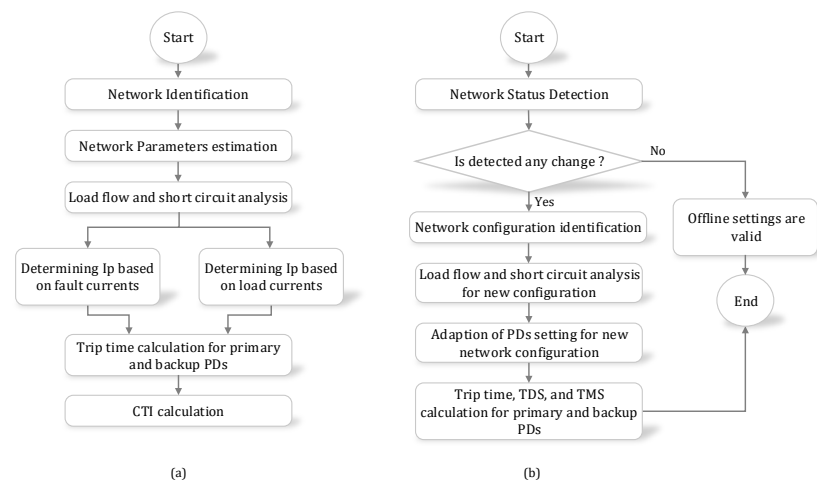 Start
Network Identification
Network Parameters estimation
Load flow and short circuit analysis
Determining Ip based
on fault currents
Determining Ip based
on load currents
Trip time calculation for primary
and backup PDs
CTI calculation
(a)
Start
Network Status Detection
Is detected any change ?
No
Yes
Network configuration identification
Offline settings are
valid
Load flow and short circuit analysis
for new configuration
End
Adaption of PDs setting for new
network configuration
Trip time, TDS, and TMS
calculation for primary and backup
PDs
(b)